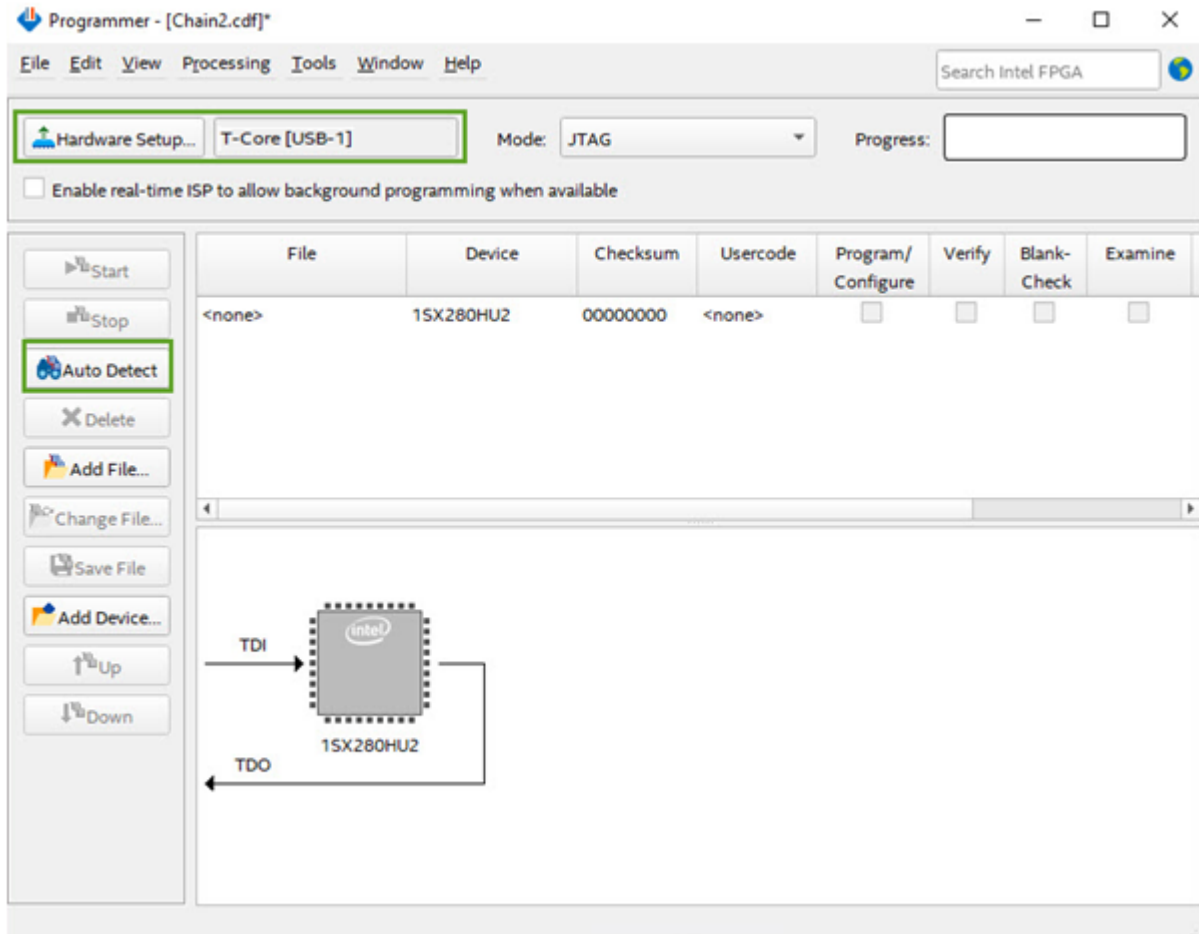 Programmer - [Chain2.cdf]*
File Edit View Processing Tools Window Help
Search Intel FPGA
Hardware Setup... T-Core [USB-1] Mode: JTAG Progress:
Enable real-time ISP to allow background programming when available
Start
Stop
Auto Detect
Delete
Add File...
Change File...
Save File
Add Device...
Up
Down
File Device Checksum Usercode Program/ Configure Verify Blank- Check Examine
<none> 1SX280HU2 00000000 <none>
TDI
intel
1SX280HU2
TDO